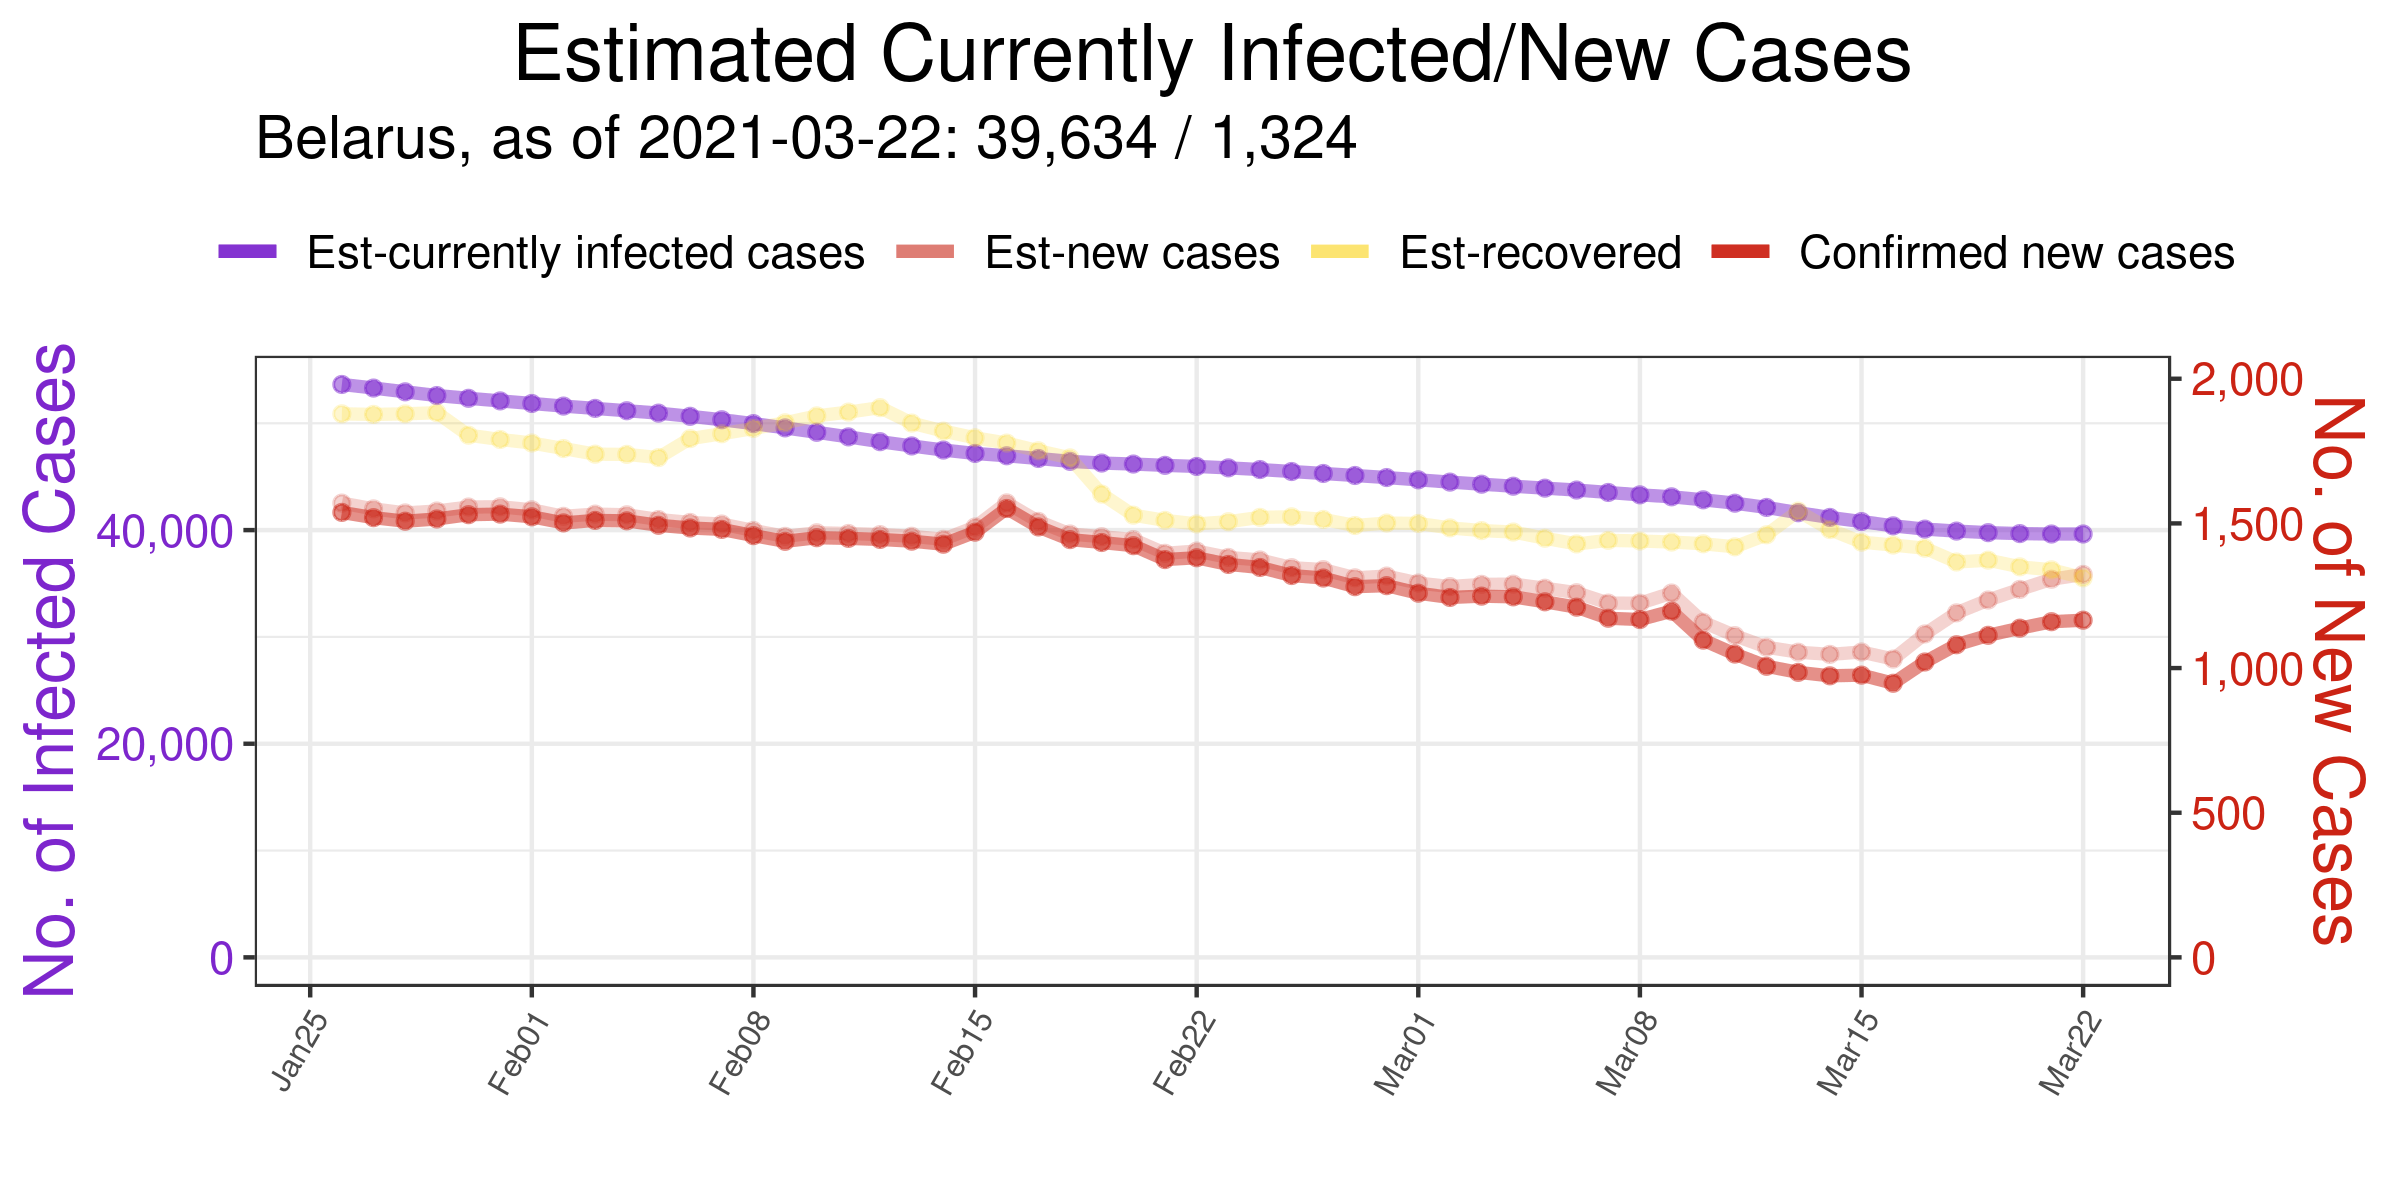 Estimated Currently Infected/New Cases
Belarus, as of 2021-03-22: 39,634 / 1,324
Est-currently infected cases Est-new cases Est-recovered Confirmed new cases
No. of Infected Cases
40,000
20,000
0
2,000
1,500
1,000
500
0
No. of New Cases
Jan25 Feb01 Feb08 Feb15 Feb22 Mar01 Mar08 Mar15 Mar22